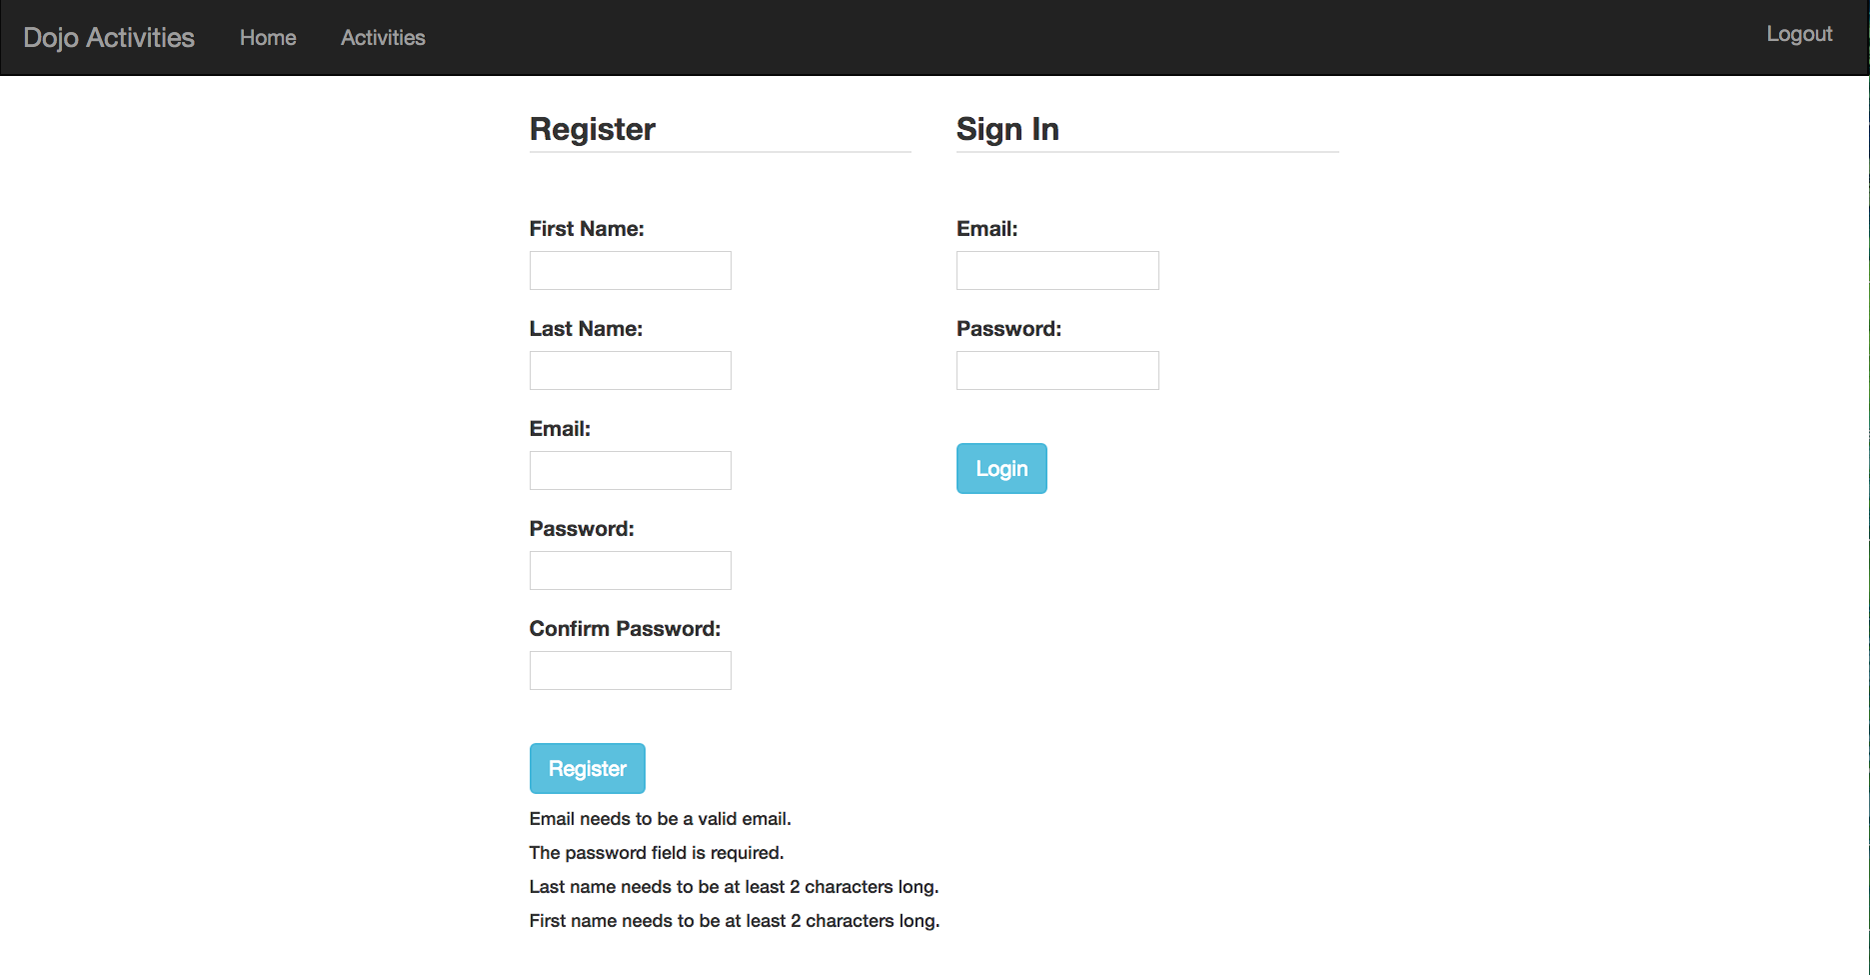 Dojo Activities Home Activities Logout
Register
First Name:
Last Name:
Email:
Password:
Confirm Password:
Register
Email needs to be a valid email.
The password field is required.
Last name needs to be at least 2 characters long.
First name needs to be at least 2 characters long.
Sign In
Email:
Password:
Login